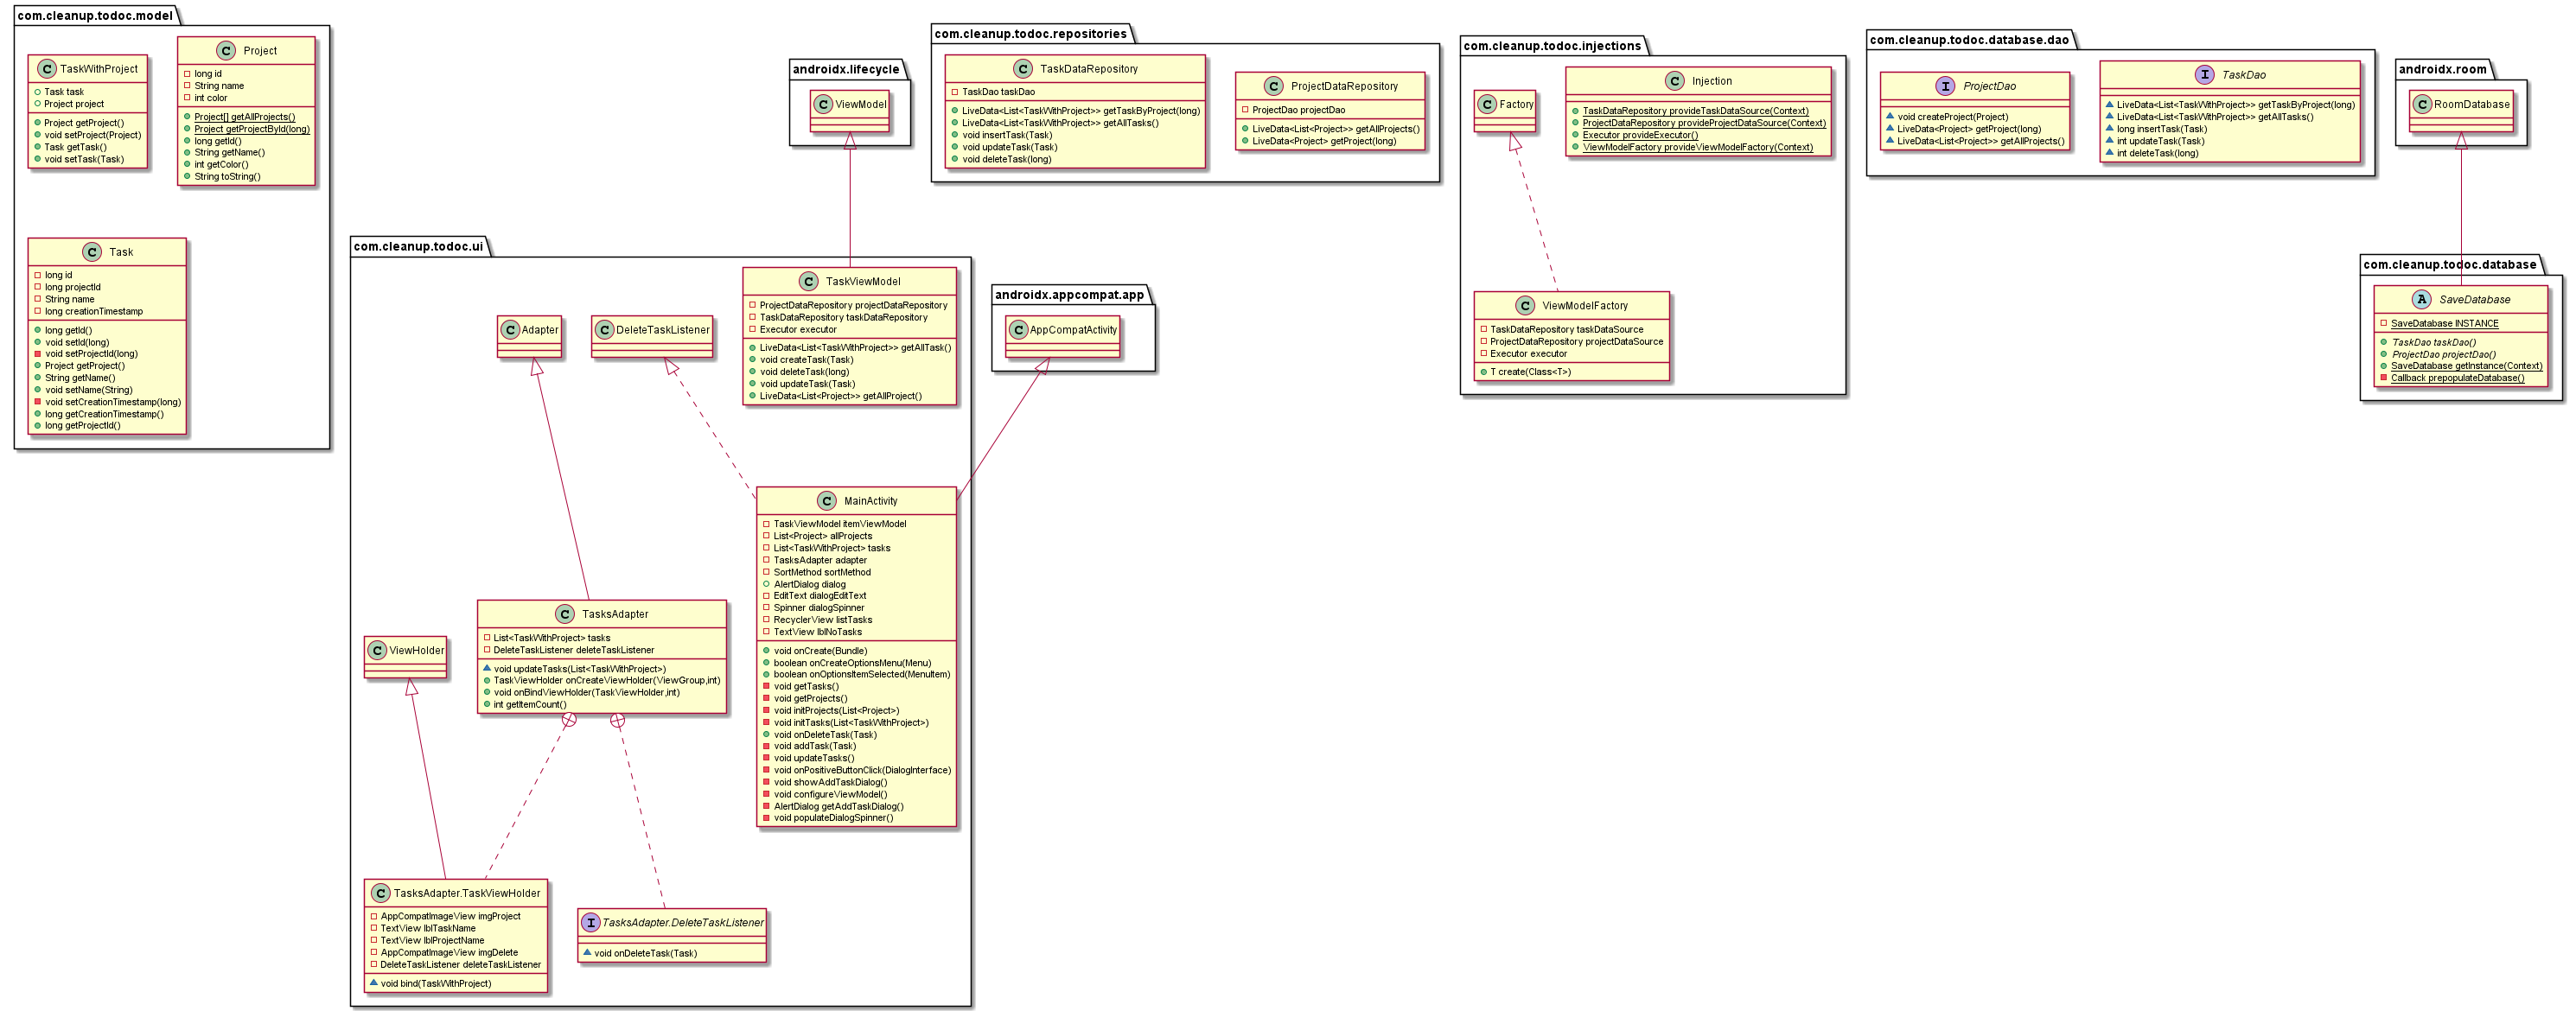 com.cleanup.todoc.model
TaskWithProject
Task task
Project project
Project getProject()
void setProject(Project)
Task getTask()
void setTask(Task)
Project
long id
String name
int color
Project[] getAllProjects()
Project getProjectById(long)
long getId()
String getName()
int getColor()
String toString()
Task
long id
long projectId
String name
long creationTimestamp
long getId()
void setId(long)
void setProjectId(long)
Project getProject()
String getName()
void setName(String)
void setCreationTimestamp(long)
long getCreationTimestamp()
long getProjectId()
androidx.lifecycle
ViewModel
com.cleanup.todoc.repositories
TaskDataRepository
TaskDao taskDao
LiveData<List<TaskWithProject>> getTaskByProject(long)
LiveData<List<TaskWithProject>> getAllTasks()
void insertTask(Task)
void updateTask(Task)
void deleteTask(long)
ProjectDataRepository
ProjectDao projectDao
LiveData<List<Project>> getAllProjects()
LiveData<Project> getProject(long)
com.cleanup.todoc.injections
Factory
Injection
TaskDataRepository provideTaskDataSource(Context)
ProjectDataRepository provideProjectDataSource(Context)
Executor provideExecutor()
ViewModelFactory provideViewModelFactory(Context)
ViewModelFactory
TaskDataRepository taskDataSource
ProjectDataRepository projectDataSource
Executor executor
T create(Class<T>)
com.cleanup.todoc.database.dao
ProjectDao
void createProject(Project)
LiveData<Project> getProject(long)
LiveData<List<Project>> getAllProjects()
TaskDao
LiveData<List<TaskWithProject>> getTaskByProject(long)
LiveData<List<TaskWithProject>> getAllTasks()
long insertTask(Task)
int updateTask(Task)
int deleteTask(long)
androidx.room
RoomDatabase
com.cleanup.todoc.database
SaveDatabase
SaveDatabase INSTANCE
TaskDao taskDao()
ProjectDao projectDao()
SaveDatabase getInstance(Context)
Callback prepopulateDatabase()
com.cleanup.todoc.ui
Adapter
DeleteTaskListener
TaskViewModel
ProjectDataRepository projectDataRepository
TaskDataRepository taskDataRepository
Executor executor
LiveData<List<TaskWithProject>> getAllTask()
void createTask(Task)
void deleteTask(long)
void updateTask(Task)
LiveData<List<Project>> getAllProject()
androidx.appcompat.app
AppCompatActivity
MainActivity
TaskViewModel itemViewModel
List<Project> allProjects
List<TaskWithProject> tasks
TasksAdapter adapter
SortMethod sortMethod
AlertDialog dialog
EditText dialogEditText
Spinner dialogSpinner
RecyclerView listTasks
TextView lblNoTasks
void onCreate(Bundle)
boolean onCreateOptionsMenu(Menu)
boolean onOptionsItemSelected(MenuItem)
void getTasks()
void getProjects()
void initProjects(List<Project>)
void initTasks(List<TaskWithProject>)
void onDeleteTask(Task)
void addTask(Task)
void updateTasks()
void onPositiveButtonClick(DialogInterface)
void showAddTaskDialog()
void configureViewModel()
AlertDialog getAddTaskDialog()
void populateDialogSpinner()
TasksAdapter
List<TaskWithProject> tasks
DeleteTaskListener deleteTaskListener
void updateTasks(List<TaskWithProject>)
TaskViewHolder onCreateViewHolder(ViewGroup,int)
void onBindViewHolder(TaskViewHolder,int)
int getItemCount()
ViewHolder
TasksAdapter.TaskViewHolder
AppCompatImageView imgProject
TextView lblTaskName
TextView lblProjectName
AppCompatImageView imgDelete
DeleteTaskListener deleteTaskListener
void bind(TaskWithProject)
TasksAdapter.DeleteTaskListener
void onDeleteTask(Task)